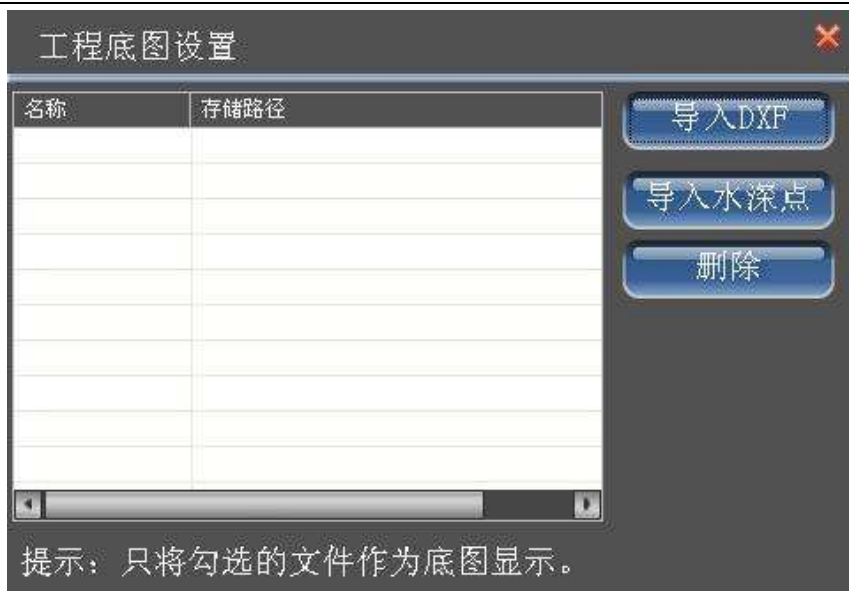 工程底图设置
名称 存储路径
导入DXF
导入水深点
删除
提示：只将勾选的文件作为底图显示。